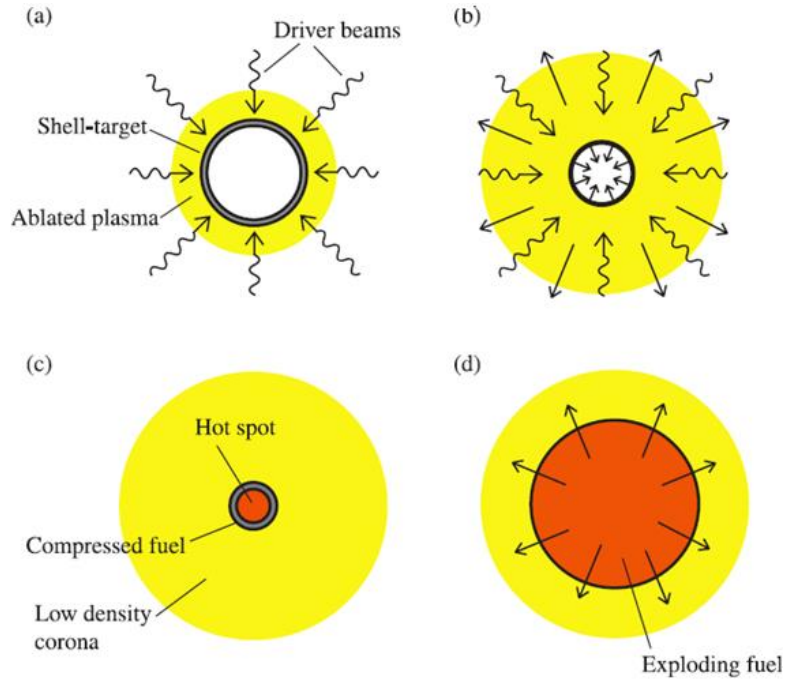 (a)
Driver beams
(b)
Shell-target
Ablated plasma
(c)
(d)
Hot spot
Compressed fuel
Low density
corona
Exploding fuel